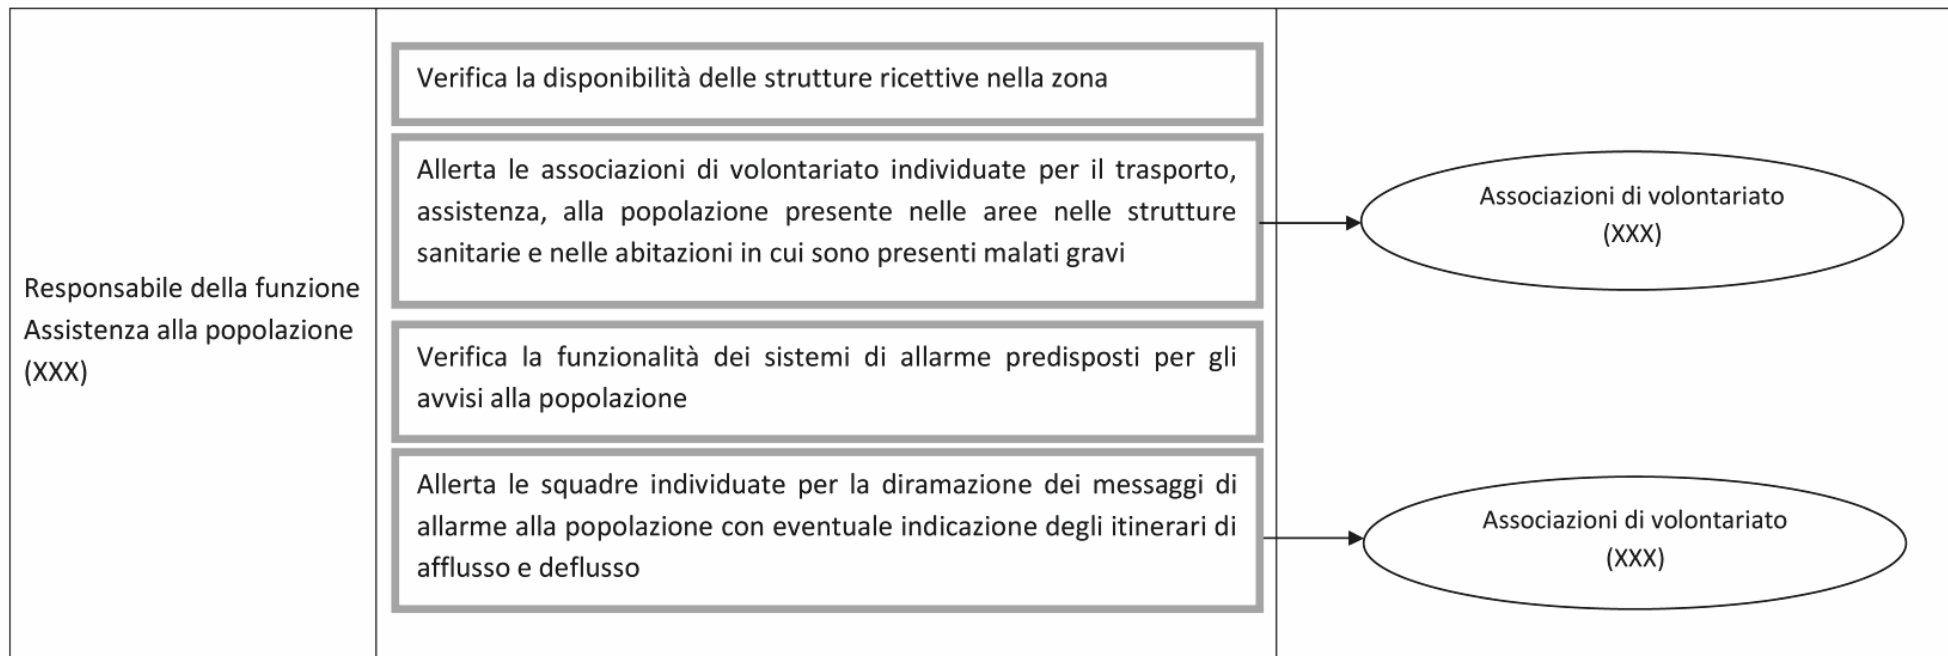 Responsabile della funzione
Assistenza alla popolazione
(XXX)
Verifica la disponibilità delle strutture ricettive nella zona
Allerta le associazioni di volontariato individuate per il trasporto,
assistenza, alla popolazione presente nelle aree nelle strutture
sanitarie e nelle abitazioni in cui sono presenti malati gravi
Associazioni di volontariato
(XXX)
Verifica la funzionalità dei sistemi di allarme predisposti per gli
avvisi alla popolazione
Allerta le squadre individuate per la diramazione dei messaggi di
allarme alla popolazione con eventuale indicazione degli itinerari di
afflusso e deflusso
Associazioni di volontariato
(XXX)